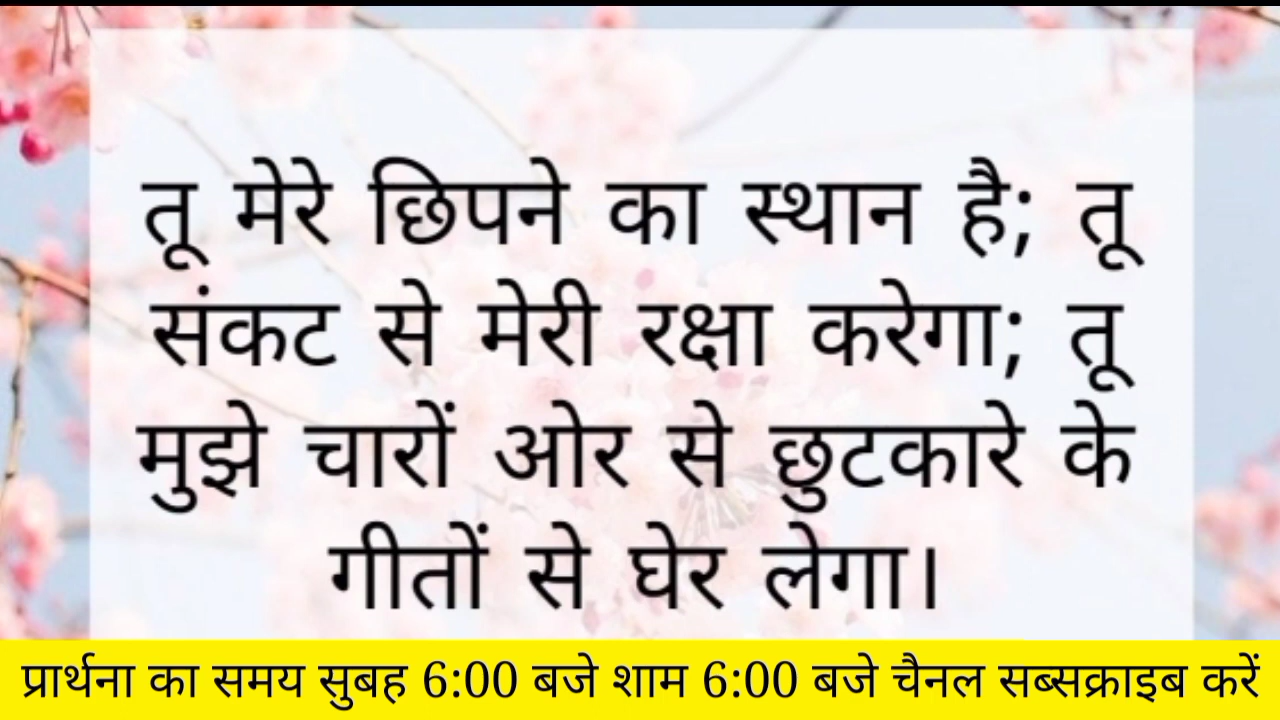 तू मेरे छिपने का स्थान है; तू
संकट से मेरी रक्षा करेगा; तू
मुझे चारों ओर से छुटकारे के
गीतों से घेर लेगा।
प्रार्थना का समय सुबह 6:00 बजे शाम 6:00 बजे चैनल सब्सक्राइब करें